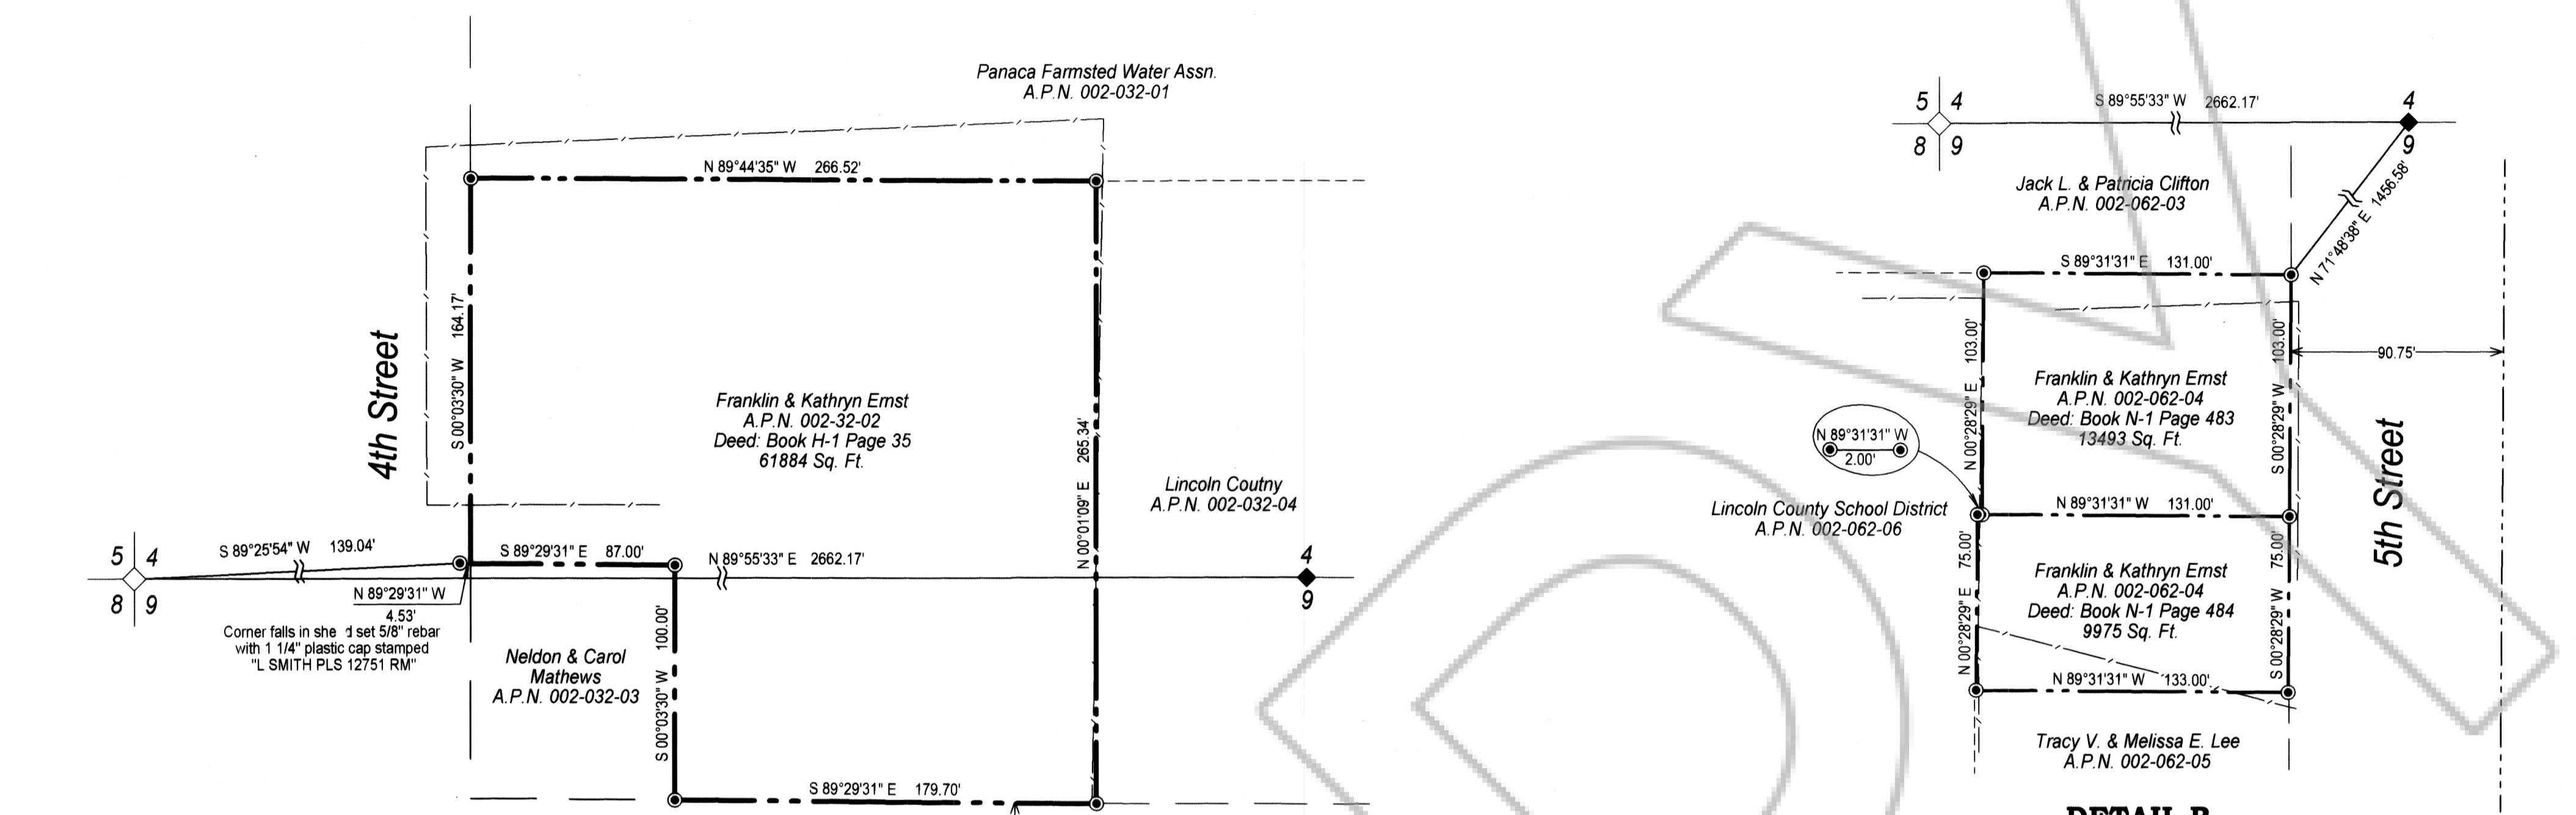 Panaca Farmsted Water Assn.
A.P.N. 002-032-01
N 89°44'35" W 266.52'
S 00°03'30" W 164.17'
4th Street
Franklin & Kathryn Ernst
A.P.N. 002-32-02
Deed: Book H-1 Page 35
61884 Sq. Ft.
N 00°01'09" E 265.34'
Lincoln Coutny
A.P.N. 002-032-04
5 4
8 9
S 89°25'54" W 139.04'
S 89°29'31" E 87.00'
N 89°55'33" E 2662.17'
4
9
N 89°29'31" W
4.53'
Corner falls in she d set 5/8" rebar
with 1 1/4" plastic cap stamped
"L SMITH PLS 12751 RM"
Neldon & Carol
Mathews
A.P.N. 002-032-03
S 00°03'30" W 100.00'
S 89°29'31" E 179.70'
5 4
8 9
S 89°55'33" W 2662.17'
4
9
Jack L. & Patricia Clifton
A.P.N. 002-062-03
N 71°48'38" E 1456.58'
S 89°31'31" E 131.00'
N 00°28'29" E 103.00'
S 00°28'29" W 103.00'
90.75'
Franklin & Kathryn Ernst
A.P.N. 002-062-04
Deed: Book N-1 Page 483
13493 Sq. Ft.
N 89°31'31" W
2.00'
Lincoln County School District
A.P.N. 002-062-06
N 89°31'31" W 131.00'
5th Street
N 00°28'29" E 75.00'
S 00°28'29" W 75.00'
Franklin & Kathryn Ernst
A.P.N. 002-062-04
Deed: Book N-1 Page 484
9975 Sq. Ft.
N 89°31'31" W 133.00'
Tracy V. & Melissa E. Lee
A.P.N. 002-062-05
DETAIL B